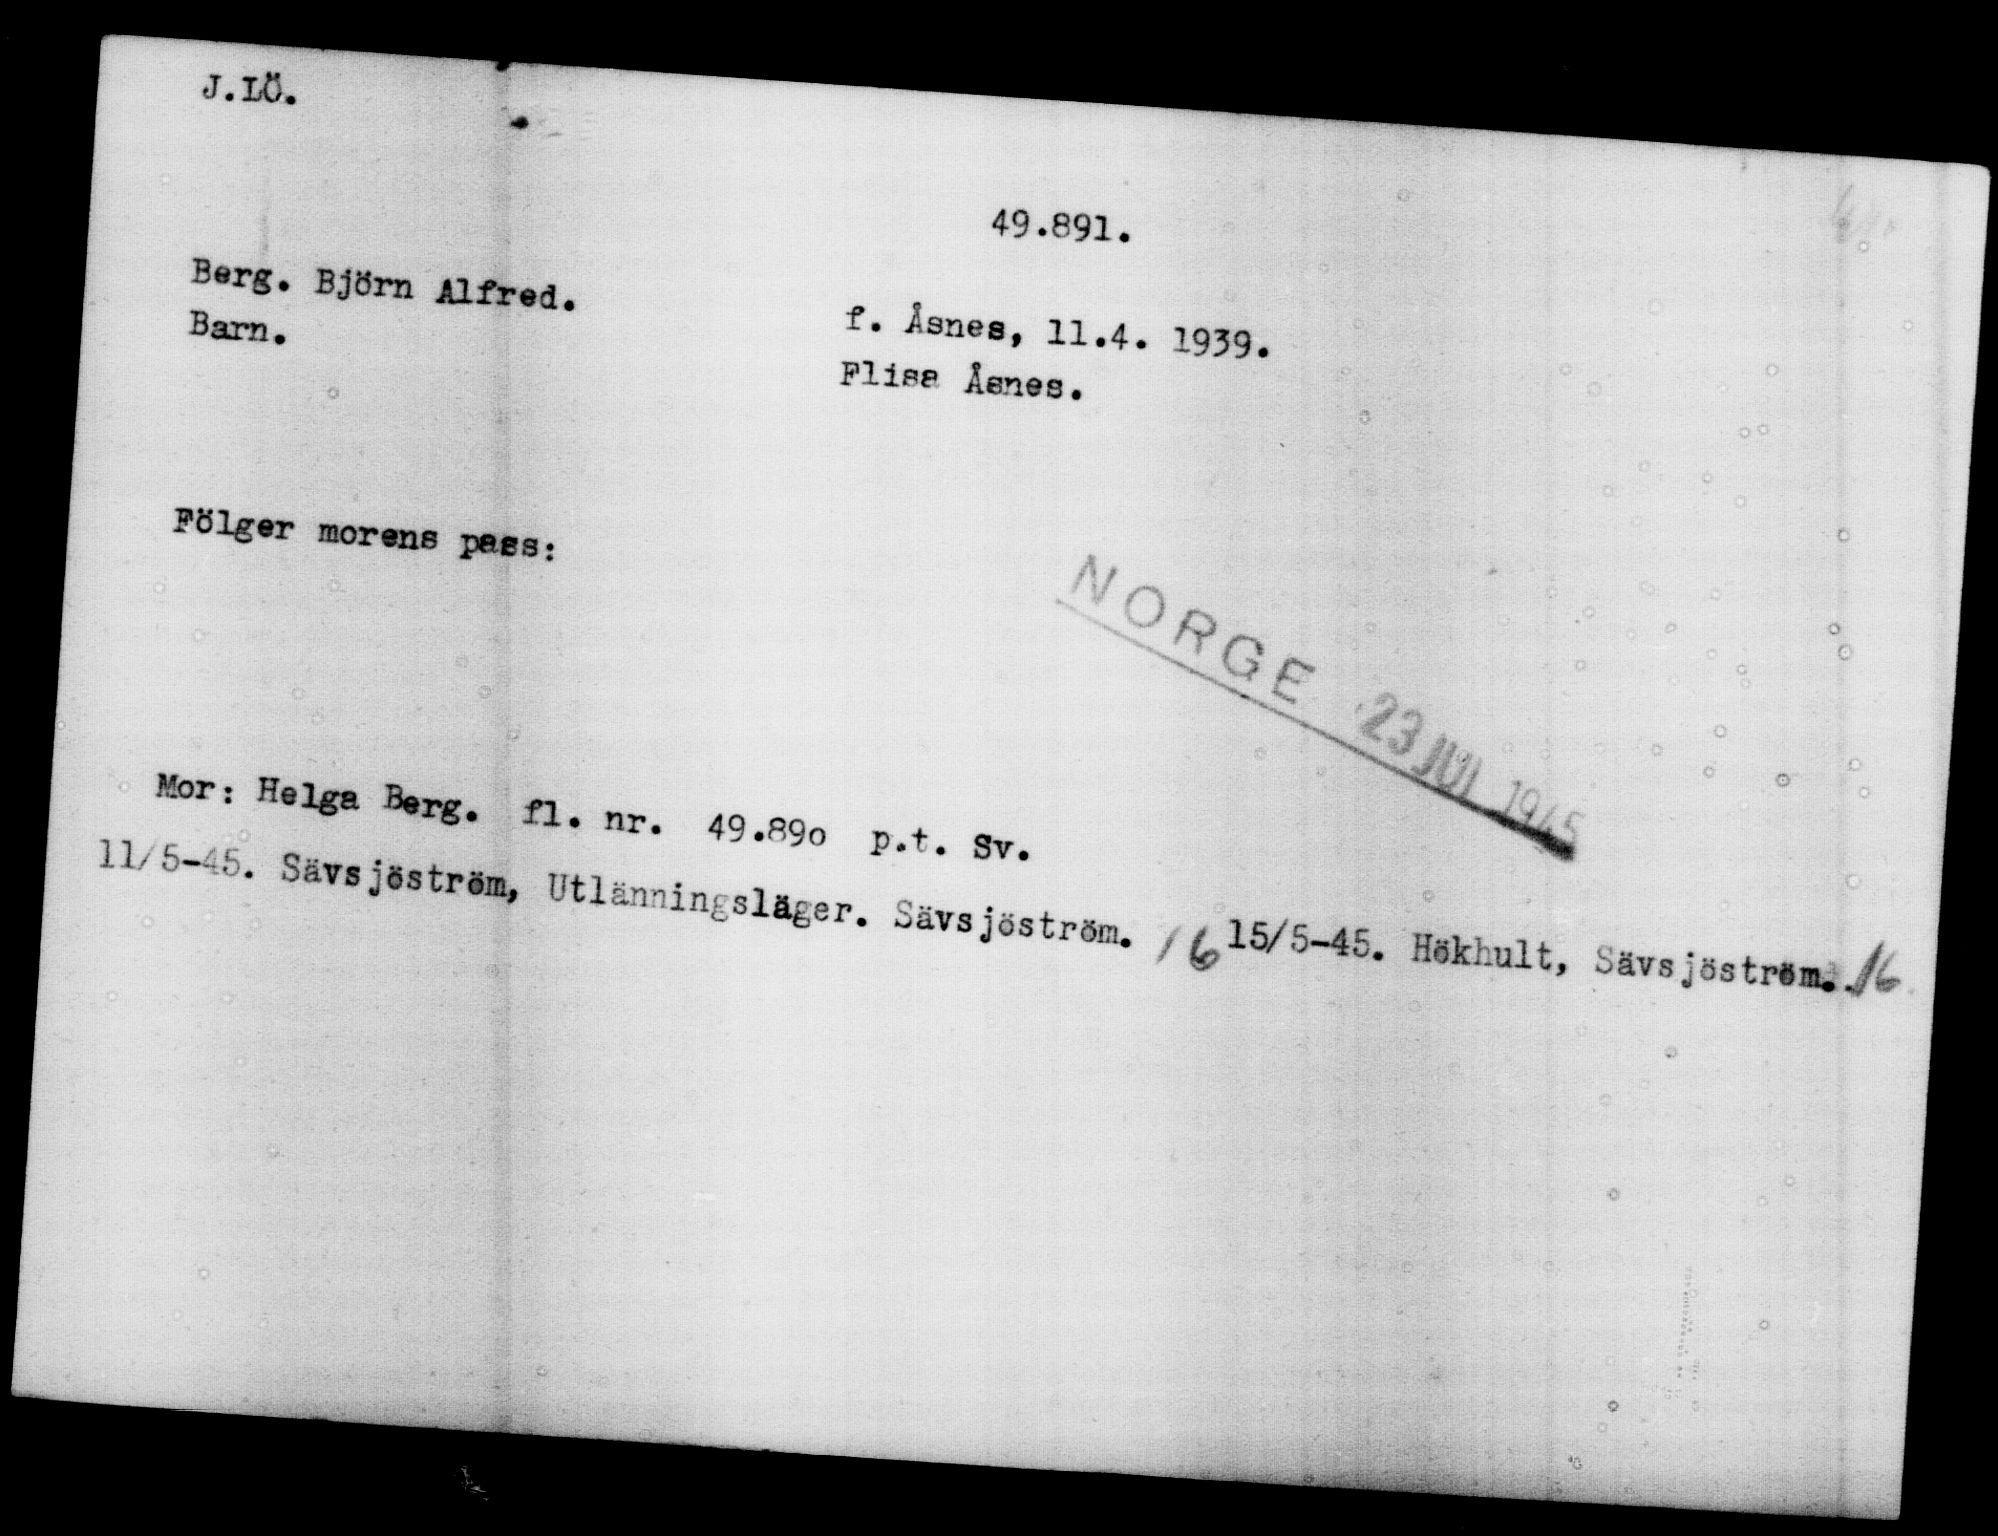 J.LÖ.
49.891.
Berg. Björn Alfred.
f. Åsnes, 11.4. 1939.
Barn.
Flisa Åsnes.
Fölger morens pass:
NORGE 23 JUL 1945
Mor: Helga Berg. fl. nr. 49.89o p.t. Sv.
11/5-45. Sävsjöström, Utlänningsläger. Sävsjöström. 16 15/5-45. Hökhult, Sävsjöström. 16